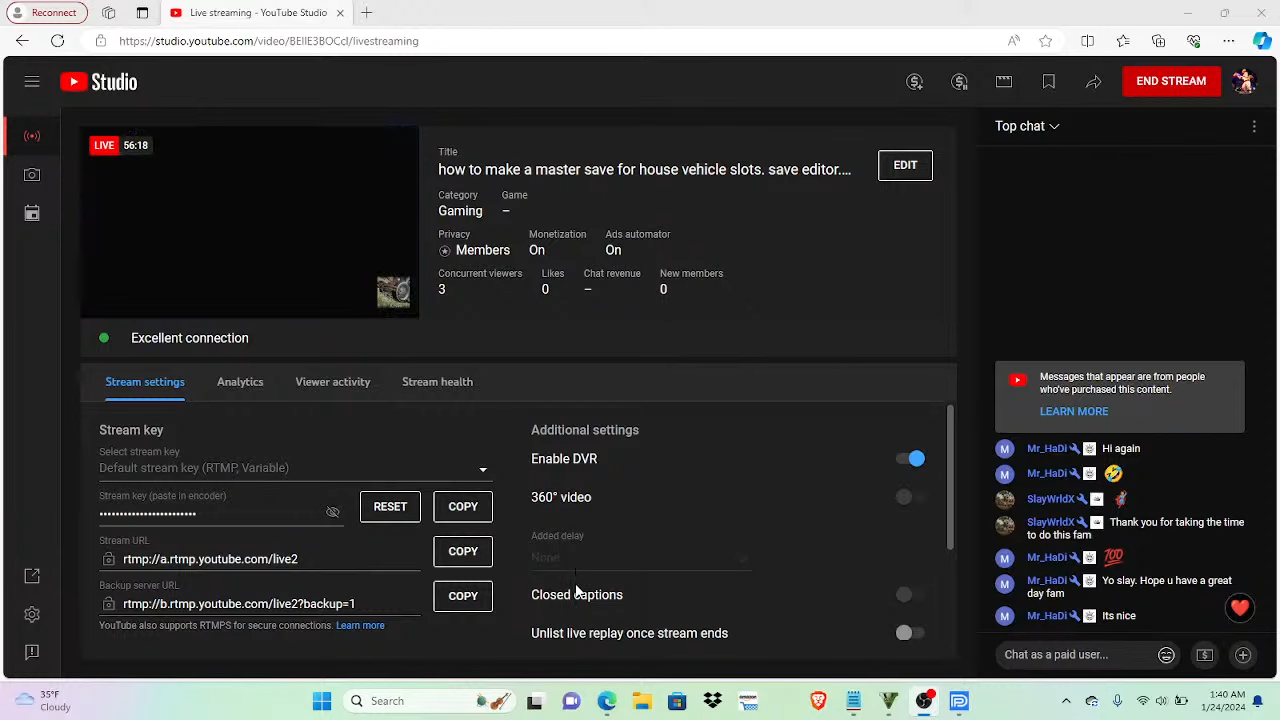 Reconnect
Live streaming - YouTube Studio
https://studio.youtube.com/video/BEllE3BOCcI/livestreaming
Studio
END STREAM
LIVE 56:18
Title
how to make a master save for house vehicle slots. save editor....
EDIT
Category Game
Gaming –
Privacy Monetization Ads automator
Members On On
Concurrent viewers Likes Chat revenue New members
3 0 – 0
Excellent connection
Stream settings Analytics Viewer activity Stream health
Stream key
Select stream key
Default stream key (RTMP, Variable)
Stream key (paste in encoder)
RESET COPY
Stream URL
rtmp://a.rtmp.youtube.com/live2
COPY
Backup server URL
rtmp://b.rtmp.youtube.com/live2?backup=1
COPY
YouTube also supports RTMPS for secure connections. Learn more
Additional settings
Enable DVR
360° video
Added delay
None
Closed captions
Unlist live replay once stream ends
Top chat
Messages that appear are from people
who've purchased this content.
LEARN MORE
Mr_HaDi Hi again
Mr_HaDi 🤣
SlayWrldX
SlayWrldX Thank you for taking the time
to do this fam
Mr_HaDi 💯
Mr_HaDi Yo slay. Hope u have a great
day fam
Mr_HaDi Its nice
Chat as a paid user...
35°F
Cloudy
Search
1:40 AM
1/24/2024